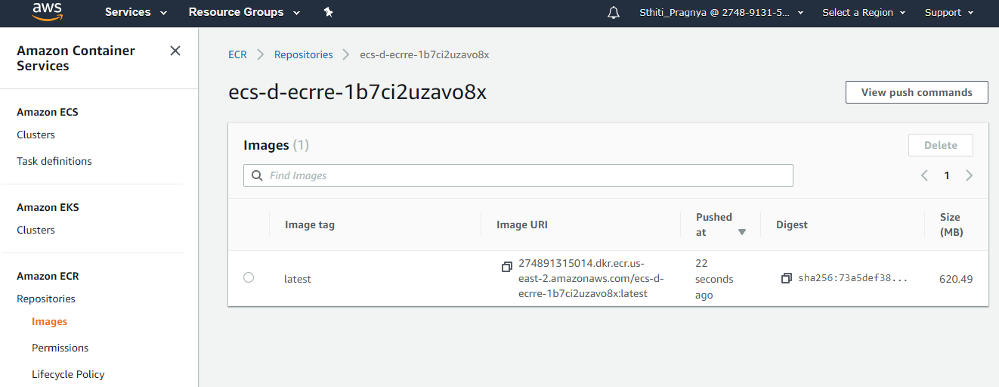 aws Services Resource Groups Sthiti_Pragnya @ 2748-9131-5... Select a Region Support
Amazon Container
Services
Amazon ECS
Clusters
Task definitions
Amazon EKS
Clusters
Amazon ECR
Repositories
Images
Permissions
Lifecycle Policy
ECR Repositories ecs-d-ecrre-1b7ci2uzavo8x
ecs-d-ecrre-1b7ci2uzavo8x
View push commands
Images (1)
Delete
Find Images
1
Image tag
Image URI
Pushed
at
Digest
Size
(MB)
latest
274891315014.dkr.ecr.us-
east-2.amazonaws.com/ecs-d-
ecrre-1b7ci2uzavo8x:latest
22
seconds
ago
sha256:73a5def38...
620.49